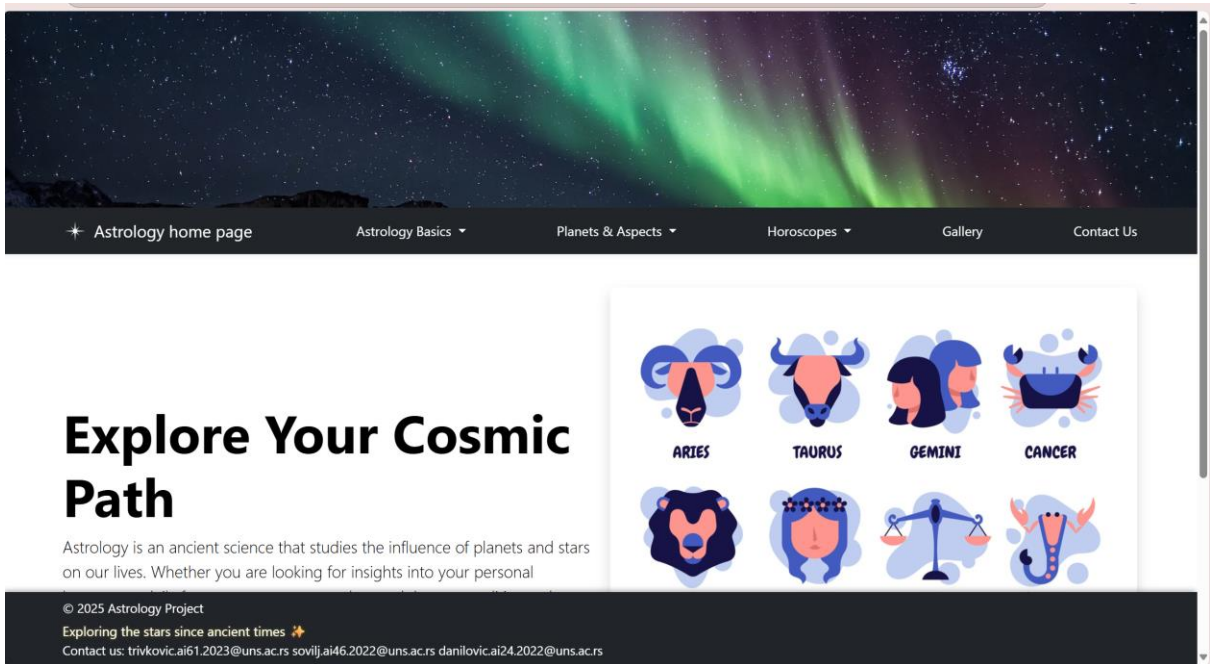 Astrology home page Astrology Basics Planets & Aspects Horoscopes Gallery Contact Us
Explore Your Cosmic
Path
Astrology is an ancient science that studies the influence of planets and stars
on our lives. Whether you are looking for insights into your personal
ARIES TAURUS GEMINI CANCER
© 2025 Astrology Project
Exploring the stars since ancient times ✨
Contact us: trivkovic.ai61.2023@uns.ac.rs sovilj.ai46.2022@uns.ac.rs danilovic.ai24.2022@uns.ac.rs